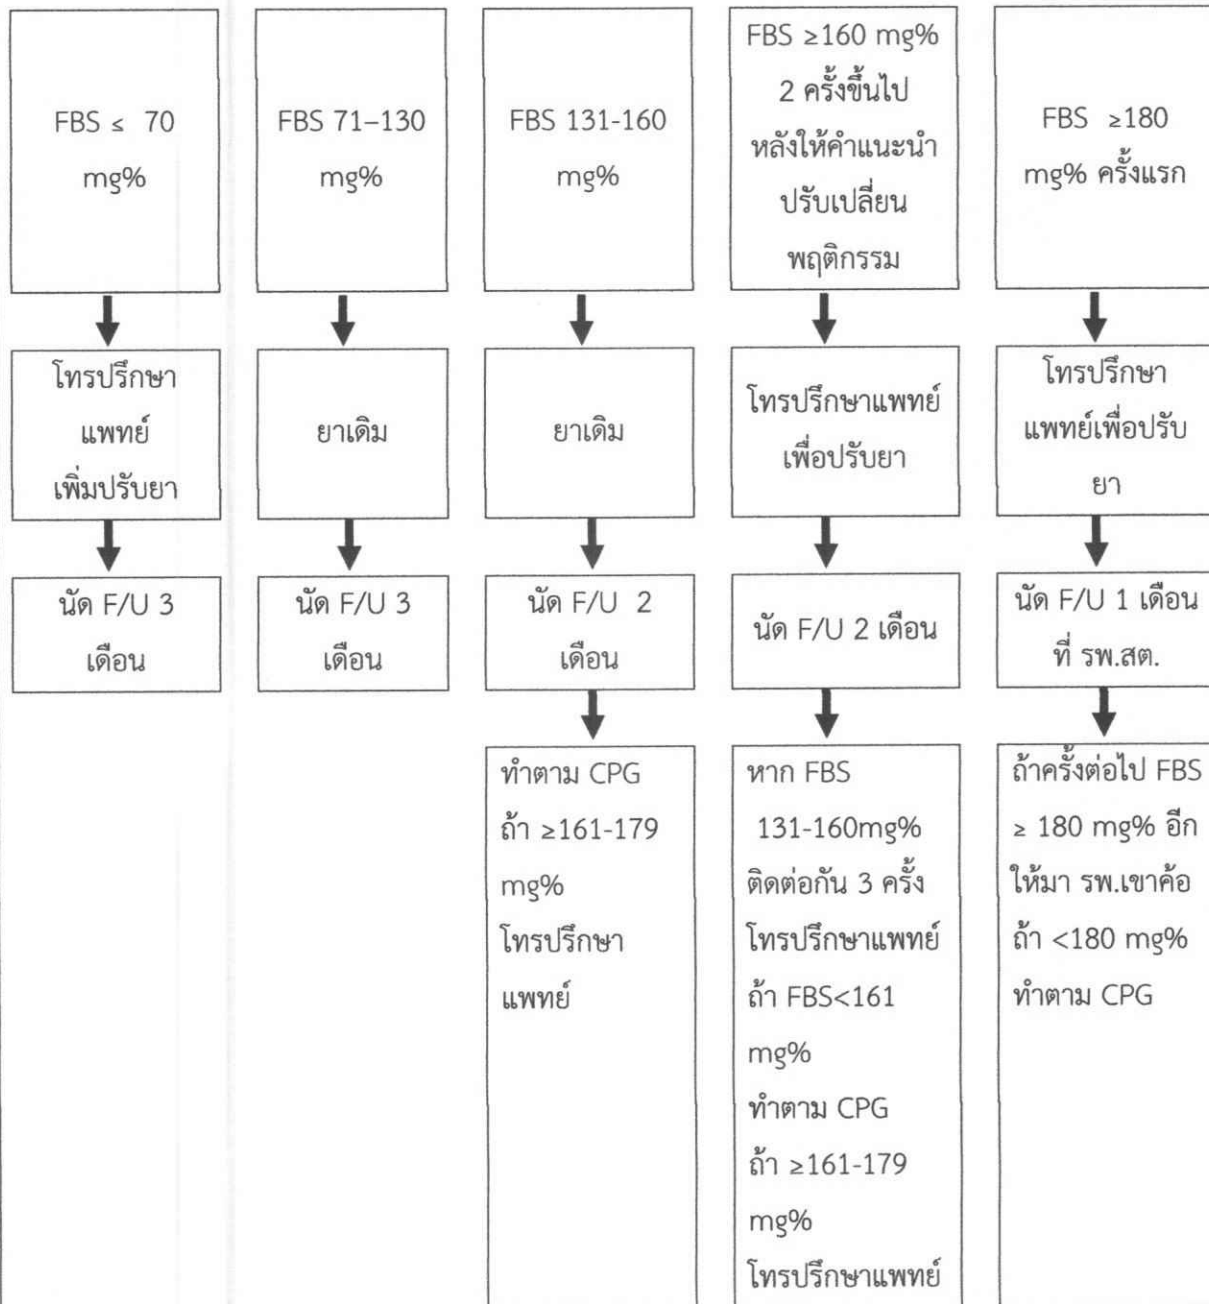 FBS ≤ 70
mg%
โทรปรึกษา
แพทย์
เพิ่มปรับยา
นัด F/U 3
เดือน
FBS 71–130
mg%
ยาเดิม
นัด F/U 3
เดือน
FBS 131-160
mg%
ยาเดิม
นัด F/U 2
เดือน
ทำตาม CPG
ถ้า ≥161-179
mg%
โทรปรึกษา
แพทย์
FBS ≥160 mg%
2 ครั้งขึ้นไป
หลังให้คำแนะนำ
ปรับเปลี่ยน
พฤติกรรม
โทรปรึกษาแพทย์
เพื่อปรับยา
นัด F/U 2 เดือน
หาก FBS
131-160mg%
ติดต่อกัน 3 ครั้ง
โทรปรึกษาแพทย์
ถ้า FBS<161
mg%
ทำตาม CPG
ถ้า ≥161-179
mg%
โทรปรึกษาแพทย์
FBS ≥180
mg% ครั้งแรก
โทรปรึกษา
แพทย์เพื่อปรับ
ยา
นัด F/U 1 เดือน
ที่ รพ.สต.
ถ้าครั้งต่อไป FBS
≥ 180 mg% อีก
ให้มา รพ.เขาค้อ
ถ้า <180 mg%
ทำตาม CPG